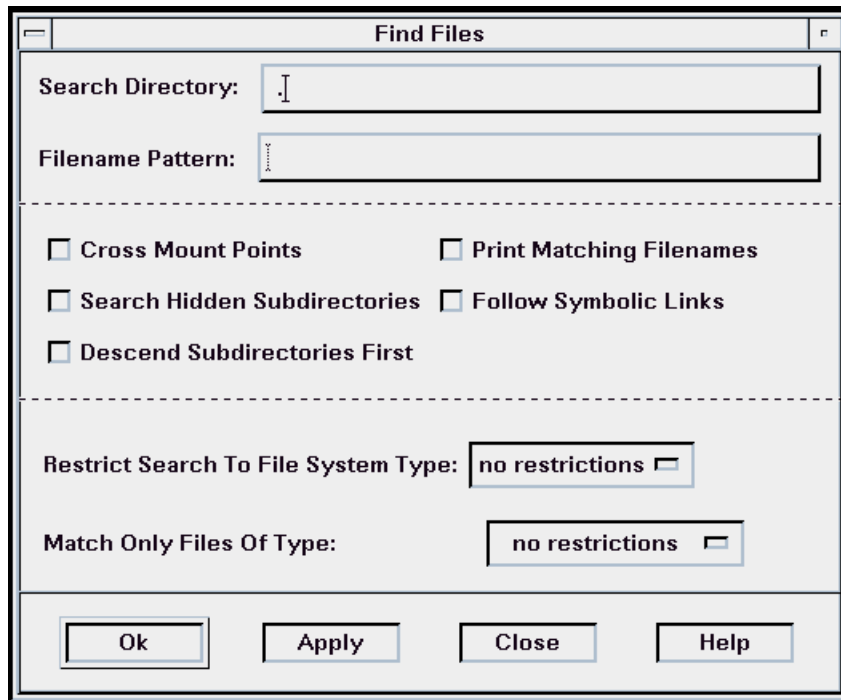 Find Files
Search Directory: .
Filename Pattern:
Cross Mount Points Print Matching Filenames
Search Hidden Subdirectories Follow Symbolic Links
Descend Subdirectories First
Restrict Search To File System Type: no restrictions
Match Only Files Of Type: no restrictions
Ok Apply Close Help